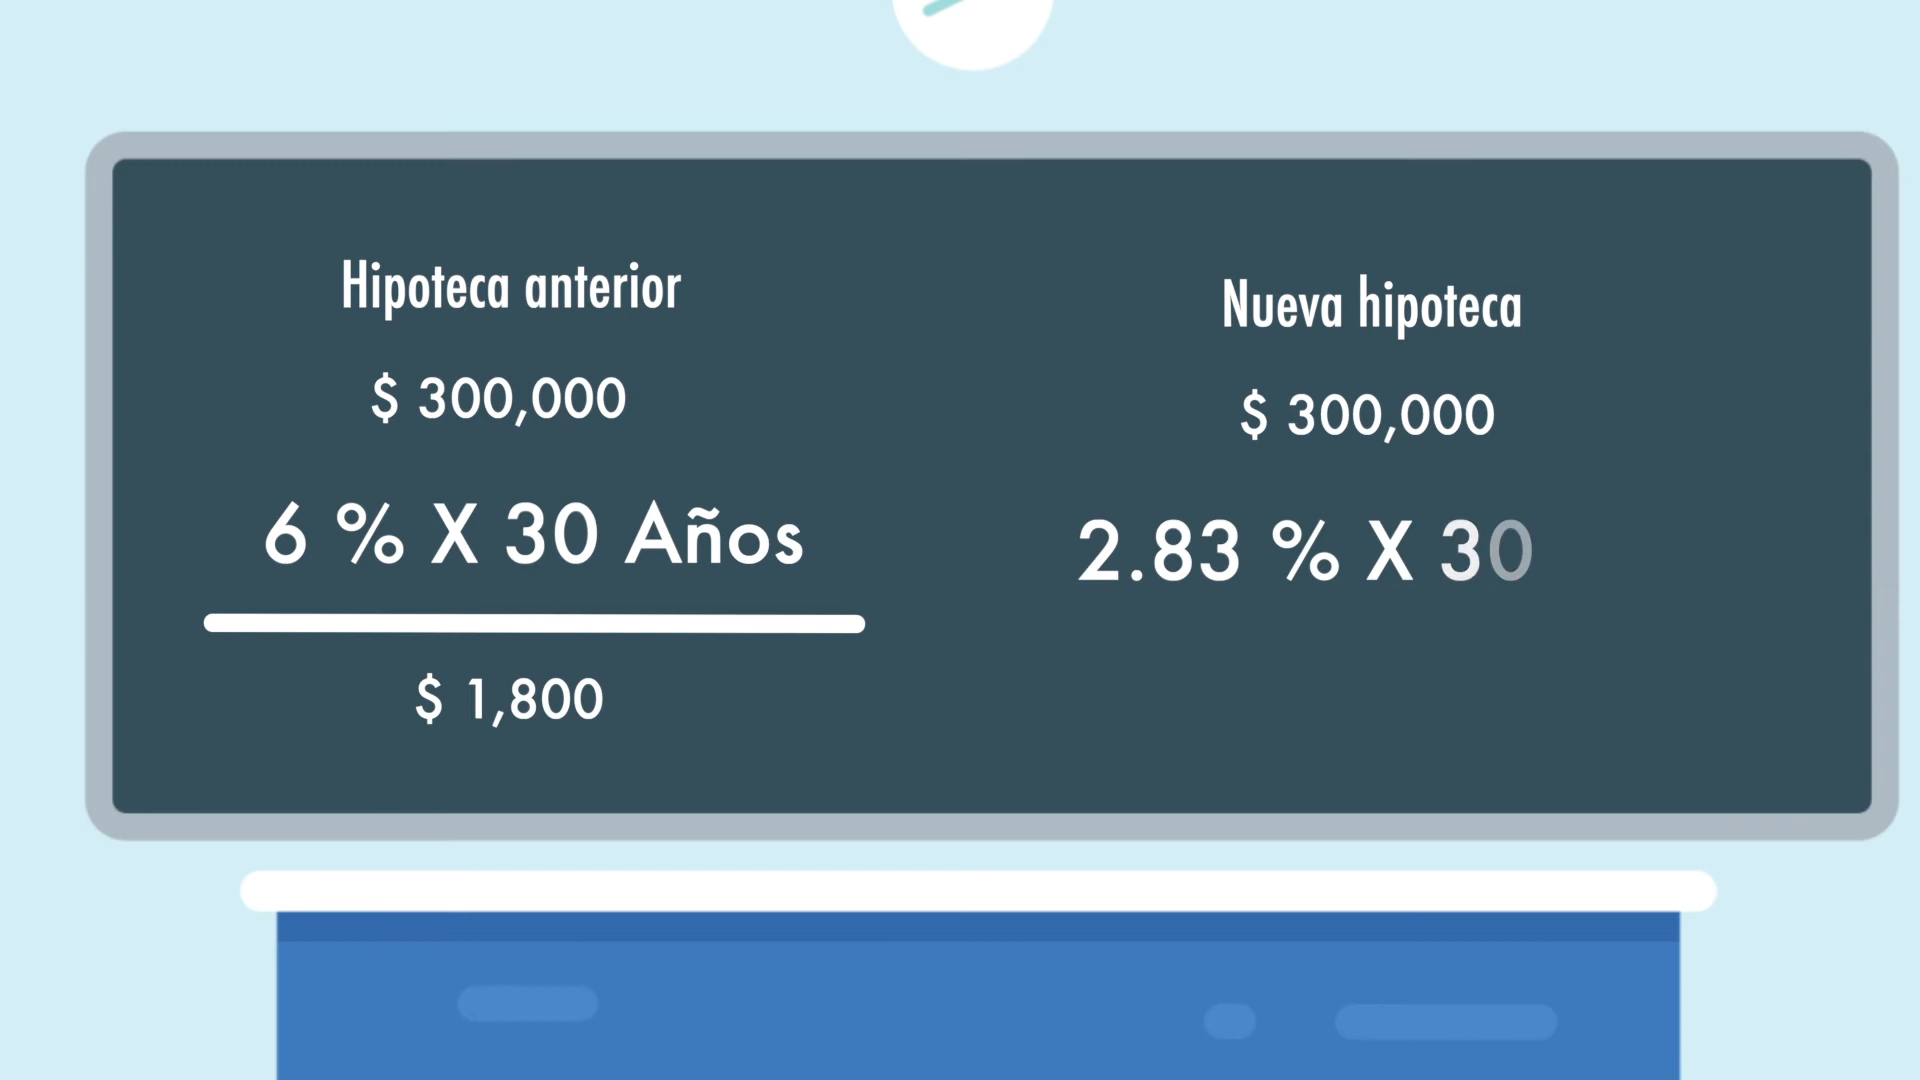 Hipoteca anterior
$ 300,000
6 % X 30 Años
$ 1,800
Nueva hipoteca
$ 300,000
2.83 % X 30